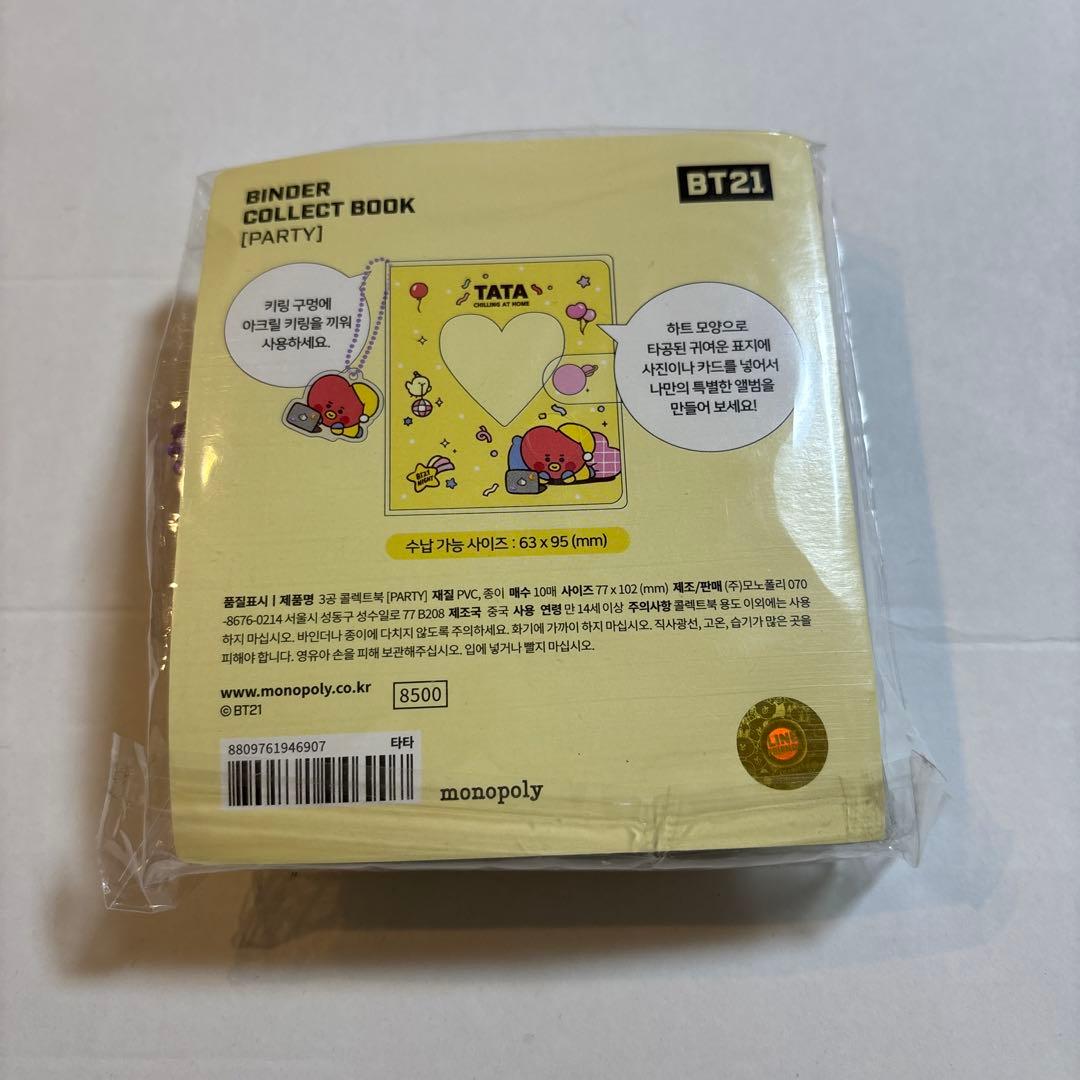 BINDER
COLLECT BOOK
[PARTY]
BT21
키링 구멍에
아크릴 키링을 끼워
사용하세요.
TATA
CHILLING AT HOME
하트 모양으로
타공된 귀여운 표지에
사진이나 카드를 넣어서
나만의 특별한 앨범을
만들어 보세요!
BT21
NIGHT
수납 가능 사이즈 : 63 x 95 (mm)
품질표시 | 제품명 3공 콜렉트북 [PARTY] 재질 PVC, 종이 매수 10매 사이즈 77 x 102 (mm) 제조/판매 (주)모노폴리 070
-8676-0214 서울시 성동구 성수일로 77 B208 제조국 중국 사용 연령 만 14세 이상 주의사항 콜렉트북 용도 이외에는 사용
하지 마십시오. 바인더나 종이에 다치지 않도록 주의하세요. 화기에 가까이 하지 마십시오. 직사광선, 고온, 습기가 많은 곳을
피해야 합니다. 영유아 손을 피해 보관해주십시오. 입에 넣거나 빨지 마십시오.
www.monopoly.co.kr
8500
© BT21
8809761946907 타타
monopoly
LINE
FRIENDS